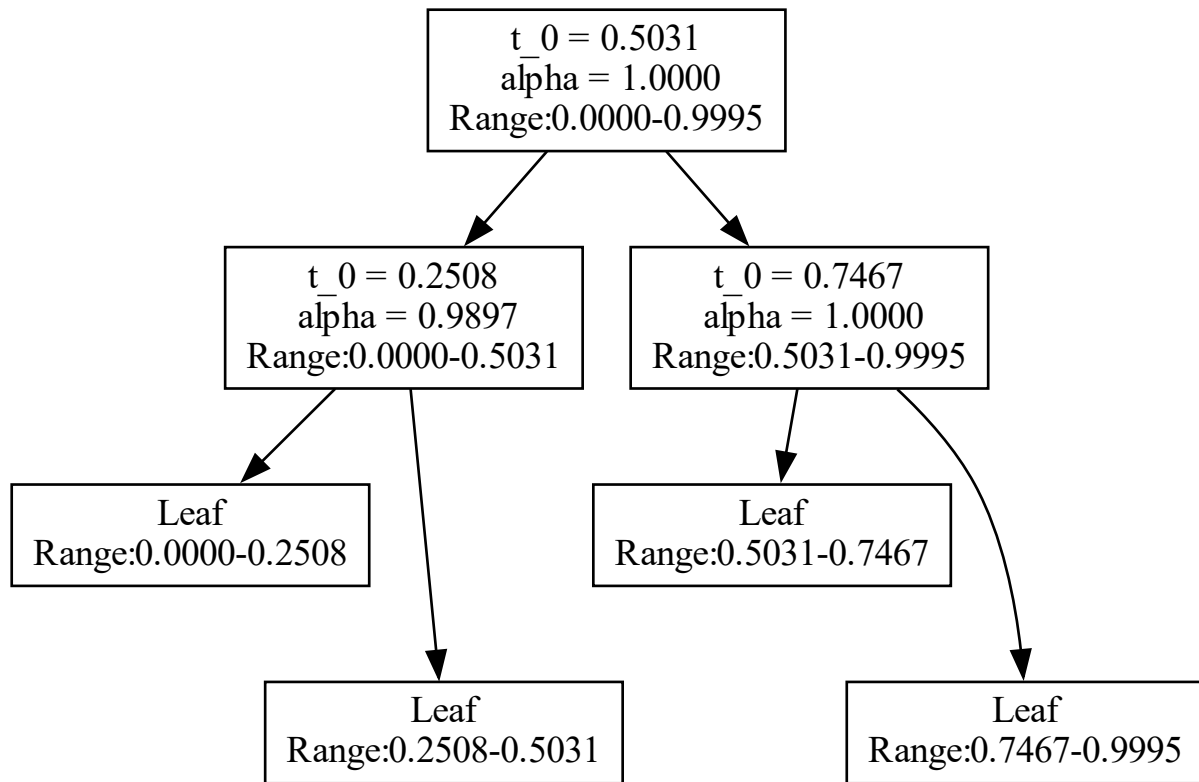 t_0 = 0.5031
alpha = 1.0000
Range:0.0000-0.9995
t_0 = 0.2508
alpha = 0.9897
Range:0.0000-0.5031
t_0 = 0.7467
alpha = 1.0000
Range:0.5031-0.9995
Leaf
Range:0.0000-0.2508
Leaf
Range:0.5031-0.7467
Leaf
Range:0.2508-0.5031
Leaf
Range:0.7467-0.9995